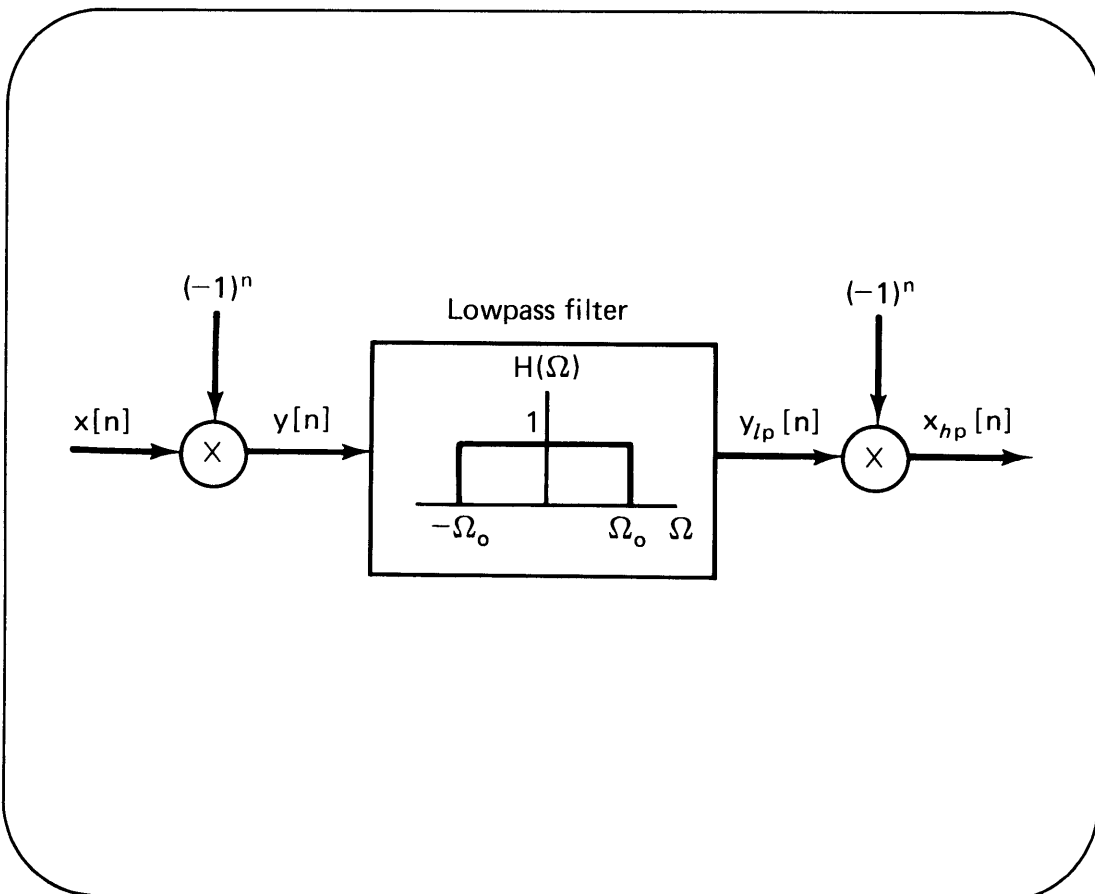 (−1)ⁿ
(−1)ⁿ
Lowpass filter
H(Ω)
x[n]
X
y[n]
1
y_lp[n]
X
x_hp[n]
−Ω₀
Ω₀
Ω